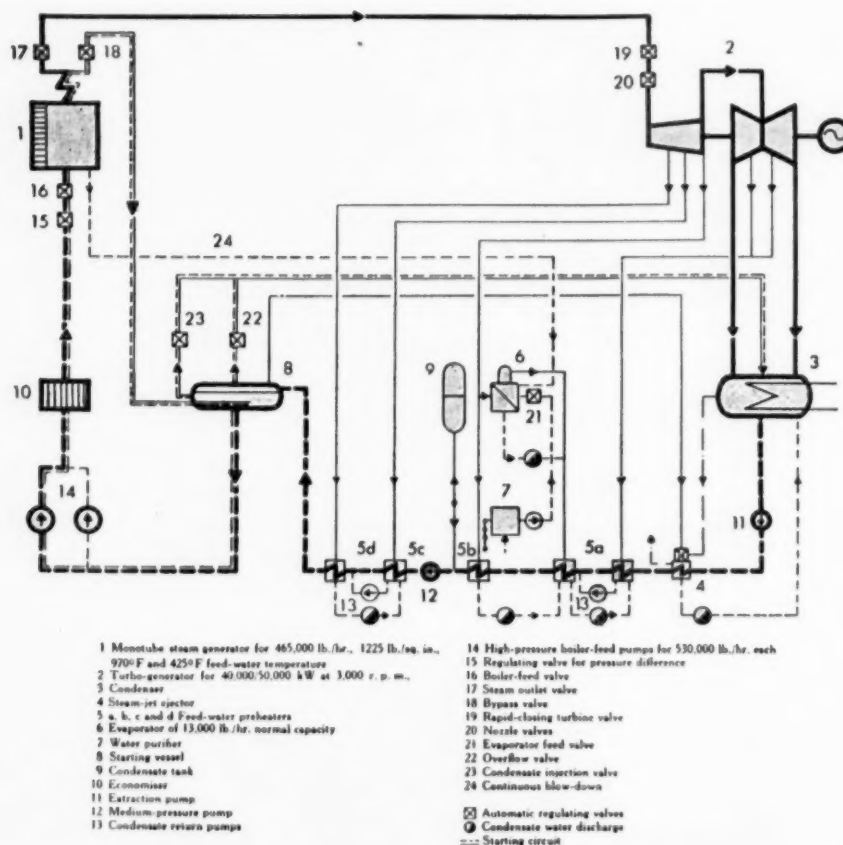 17
18
19
2
20
1
16
15
24
23
22
6
3
10
8
9
21
14
7
5d
5c
5b
5a
11
13
12
13
4
1 Monotube steam generator for 465,000 lb./hr., 1225 lb./sq. in., 970º F and 425º F feed-water temperature
2 Turbo-generator for 40,000/50,000 kW at 3,000 r. p. m.,
3 Condenser
4 Steam-jet ejector
5 a, b, c and d Feed-water preheaters
6 Evaporator of 13,000 lb./hr. normal capacity
7 Water purifier
8 Starting vessel
9 Condensate tank
10 Economiser
11 Extraction pump
12 Medium-pressure pump
13 Condensate return pumps
14 High-pressure boiler-feed pumps for 530,000 lb./hr. each
15 Regulating valve for pressure difference
16 Boiler-feed valve
17 Steam outlet valve
18 Bypass valve
19 Rapid-closing turbine valve
20 Nozzle valves
21 Evaporator feed valve
22 Overflow valve
23 Condensate injection valve
24 Continuous blow-down
Automatic regulating valves
Condensate water discharge
Starting circuit